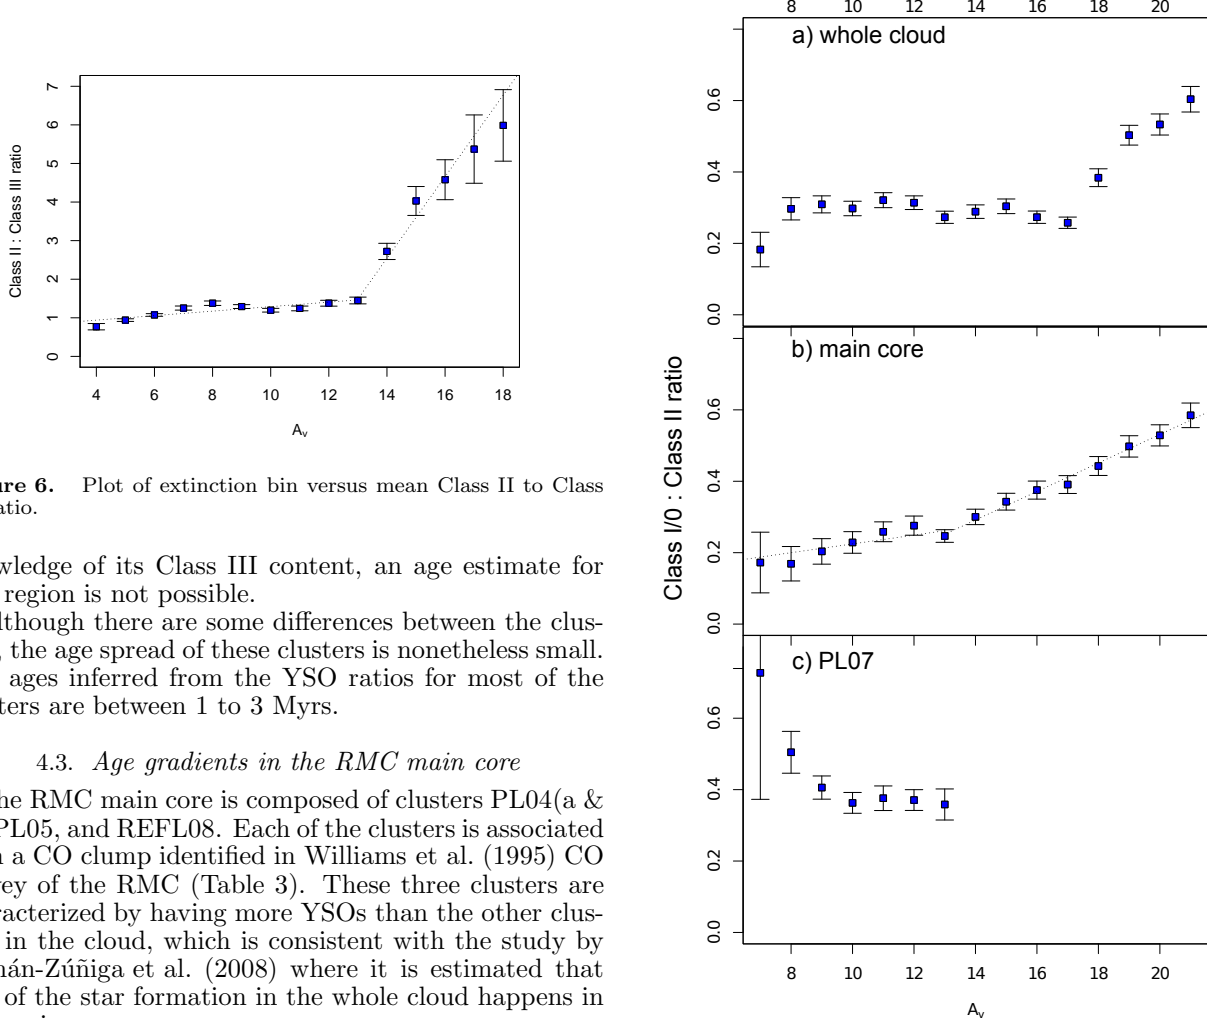 7
6
5
4
3
2
1
0
Class II : Class III ratio
4 6 8 10 12 14 16 18
Av
ure 6. Plot of extinction bin versus mean Class II to Class
atio.
wledge of its Class III content, an age estimate for
region is not possible.
lthough there are some differences between the clus-
, the age spread of these clusters is nonetheless small.
ages inferred from the YSO ratios for most of the
ters are between 1 to 3 Myrs.
4.3. Age gradients in the RMC main core
he RMC main core is composed of clusters PL04(a &
PL05, and REFL08. Each of the clusters is associated
h a CO clump identified in Williams et al. (1995) CO
vey of the RMC (Table 3). These three clusters are
racterized by having more YSOs than the other clus-
in the cloud, which is consistent with the study by
mán-Zúñiga et al. (2008) where it is estimated that
of the star formation in the whole cloud happens in
8 10 12 14 16 18 20
a) whole cloud
0.6
0.4
0.2
0.0
b) main core
0.6
0.4
0.2
0.0
Class I/0 : Class II ratio
c) PL07
0.6
0.4
0.2
0.0
8 10 12 14 16 18 20
Av